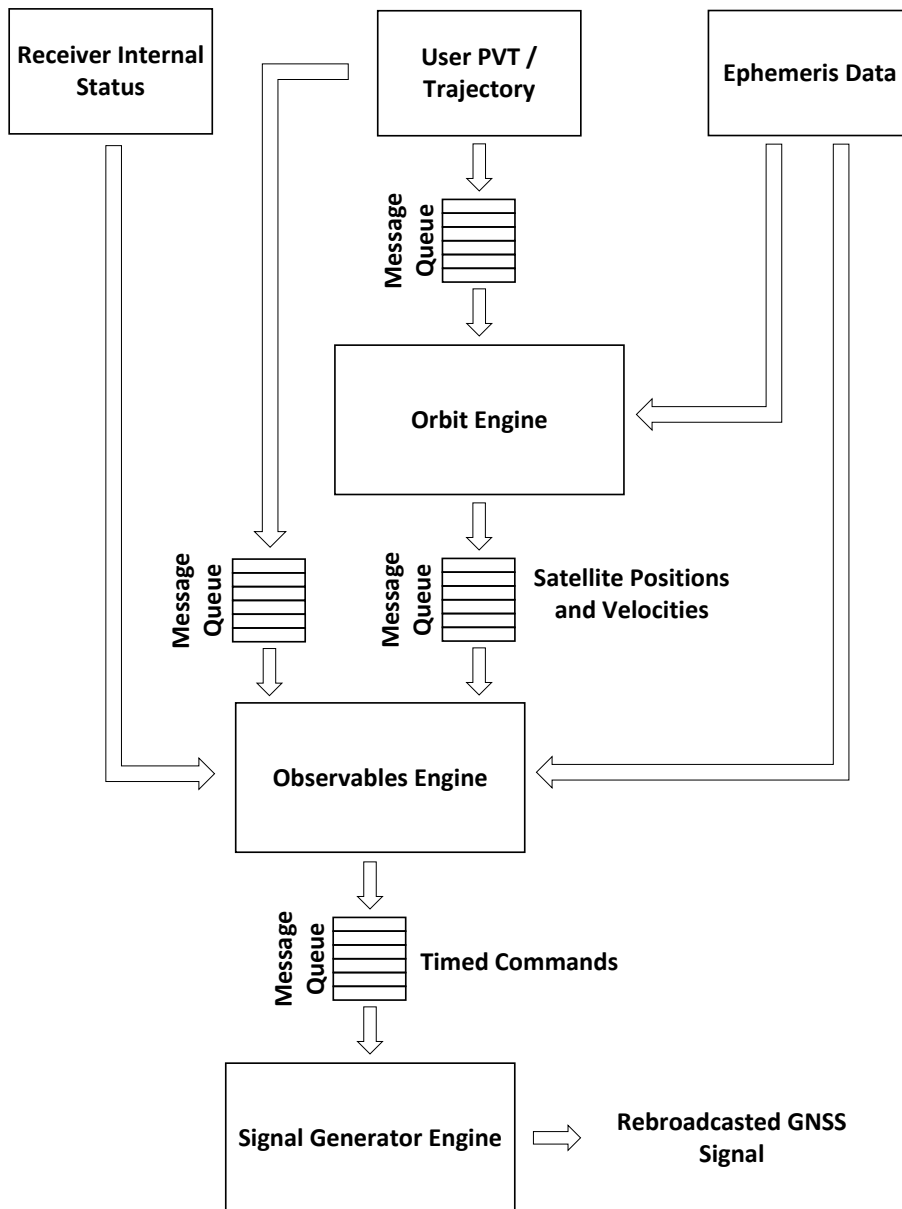 Receiver Internal
Status
User PVT /
Trajectory
Ephemeris Data
Message
Queue
Orbit Engine
Message
Queue
Message
Queue
Satellite Positions
and Velocities
Observables Engine
Message
Queue
Timed Commands
Signal Generator Engine
Rebroadcasted GNSS
Signal